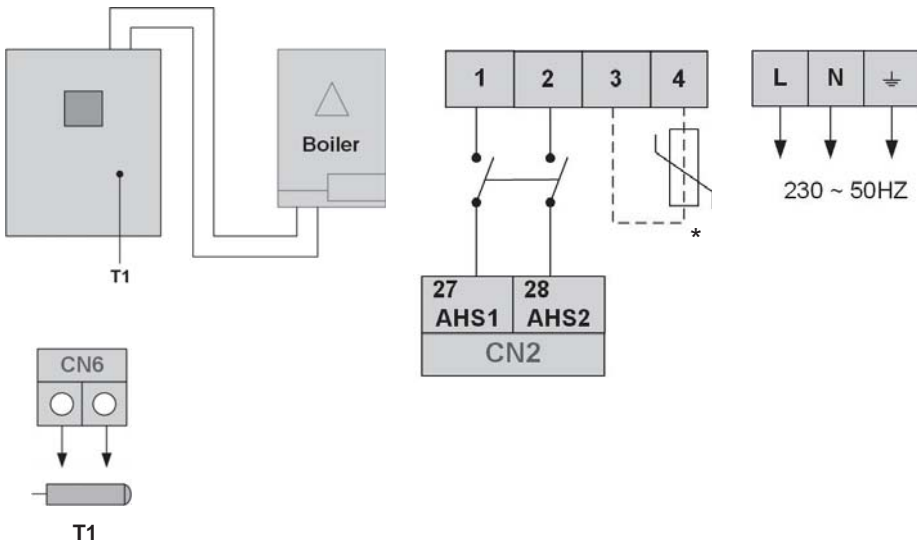 Boiler
T1
CN6
T1
1 2 3 4
*
27 28
AHS1 AHS2
CN2
L N
230 ~ 50HZ